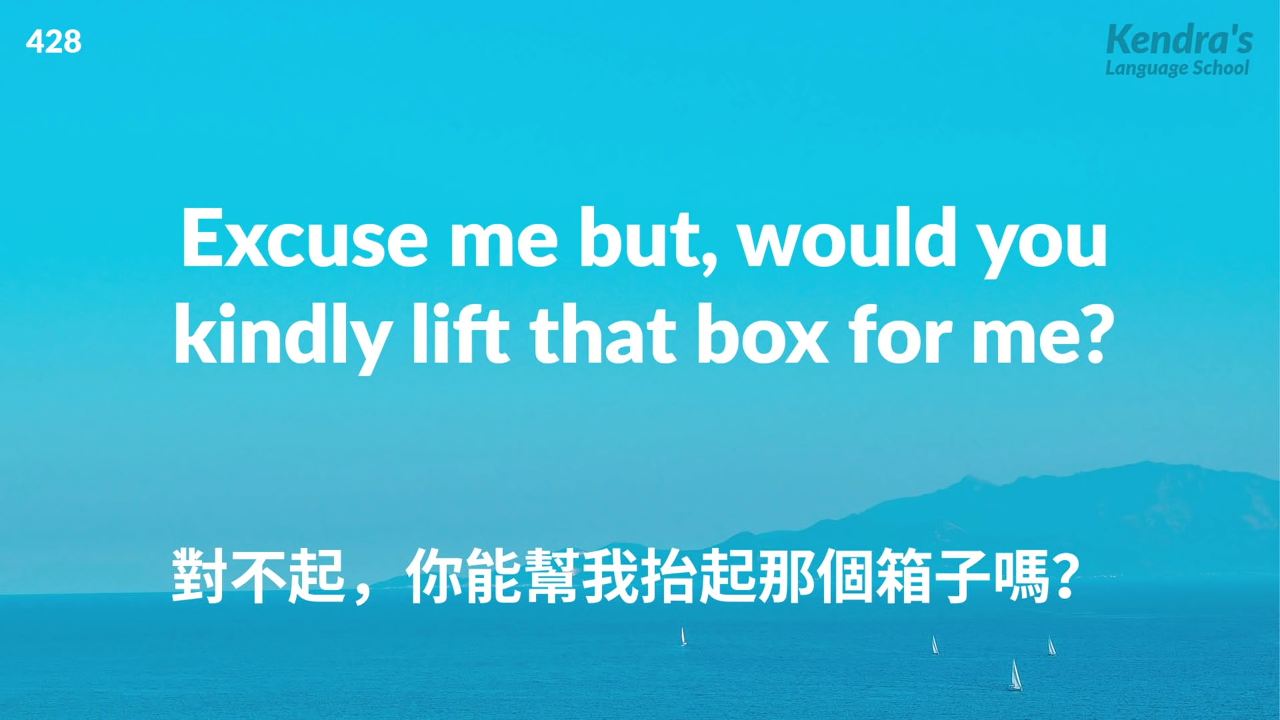 428
Kendra's
Language School
Excuse me but, would you
kindly lift that box for me?
對不起，你能幫我抬起那個箱子嗎？